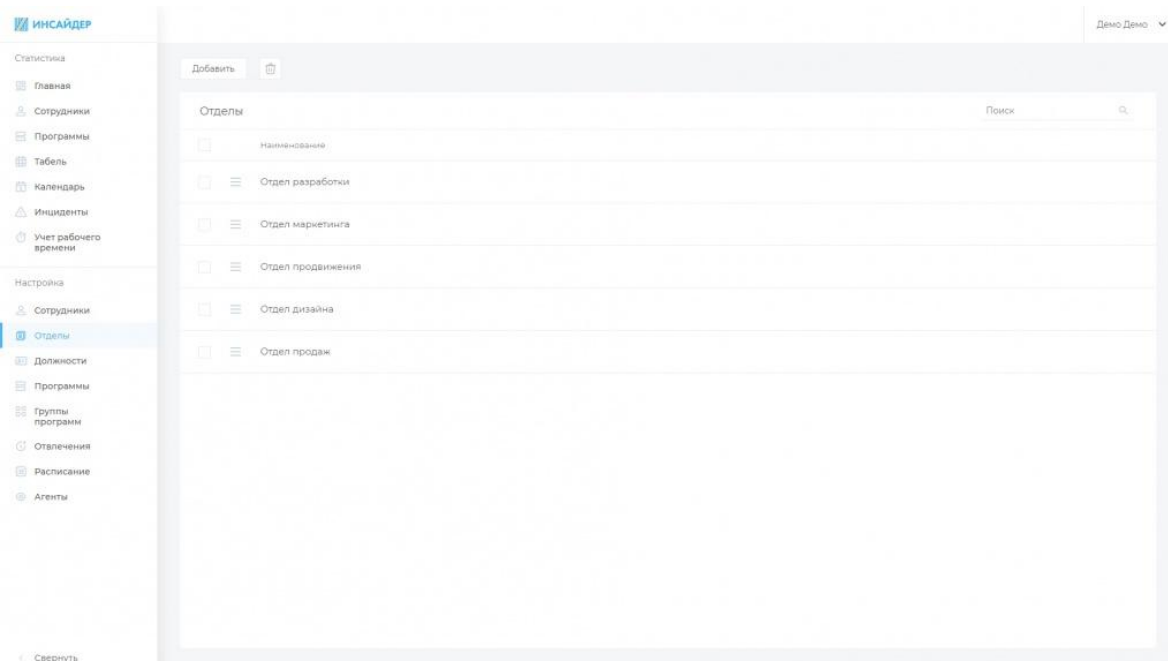 ИНСАЙДЕР
Демо Демо
Статистика
Главная
Сотрудники
Программы
Табель
Календарь
Инциденты
Учет рабочего
времени
Настройка
Сотрудники
Отделы
Должности
Программы
Группы
программ
Отвлечения
Расписание
Агенты
Свернуть
Добавить
Отделы
Поиск
Наименование
Отдел разработки
Отдел маркетинга
Отдел продвижения
Отдел дизайна
Отдел продаж